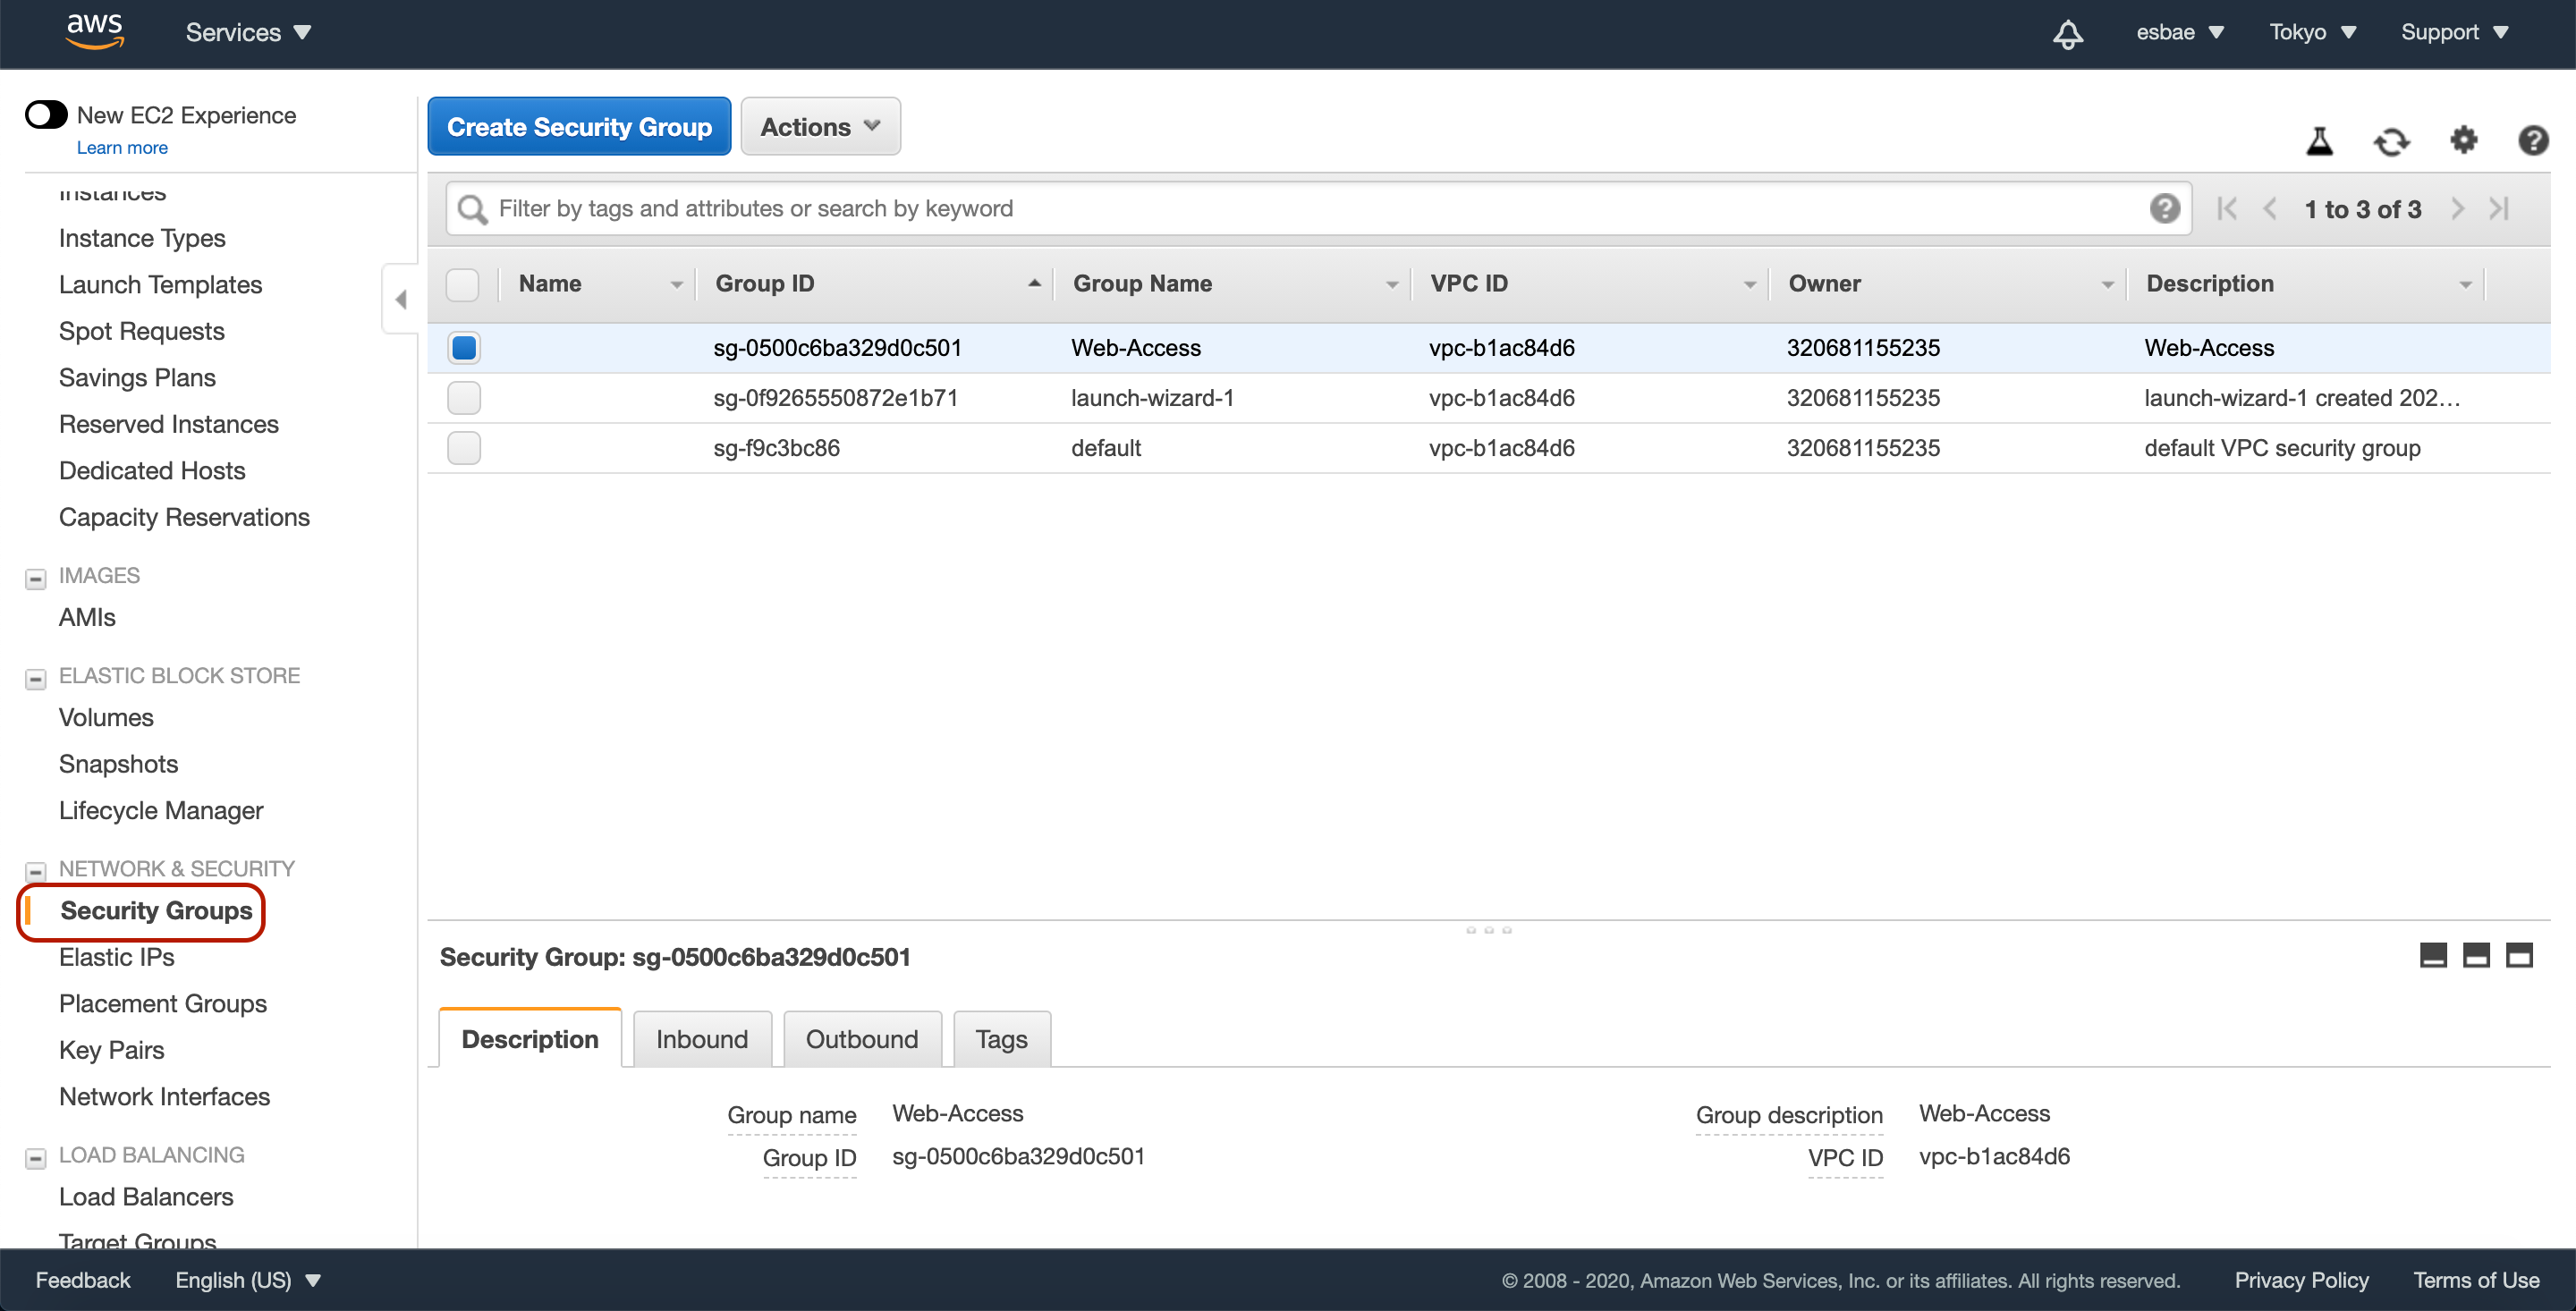 aws
Services
esbae
Tokyo
Support
New EC2 Experience
Learn more
Instances
Instance Types
Launch Templates
Spot Requests
Savings Plans
Reserved Instances
Dedicated Hosts
Capacity Reservations
IMAGES
AMIs
ELASTIC BLOCK STORE
Volumes
Snapshots
Lifecycle Manager
NETWORK & SECURITY
Security Groups
Elastic IPs
Placement Groups
Key Pairs
Network Interfaces
LOAD BALANCING
Load Balancers
Target Groups
Create Security Group Actions
Filter by tags and attributes or search by keyword 1 to 3 of 3
Name Group ID Group Name VPC ID Owner Description
sg-0500c6ba329d0c501 Web-Access vpc-b1ac84d6 320681155235 Web-Access
sg-0f9265550872e1b71 launch-wizard-1 vpc-b1ac84d6 320681155235 launch-wizard-1 created 202…
sg-f9c3bc86 default vpc-b1ac84d6 320681155235 default VPC security group
Security Group: sg-0500c6ba329d0c501
Description Inbound Outbound Tags
Group name Web-Access Group description Web-Access
Group ID sg-0500c6ba329d0c501 VPC ID vpc-b1ac84d6
Feedback English (US) © 2008 - 2020, Amazon Web Services, Inc. or its affiliates. All rights reserved. Privacy Policy Terms of Use